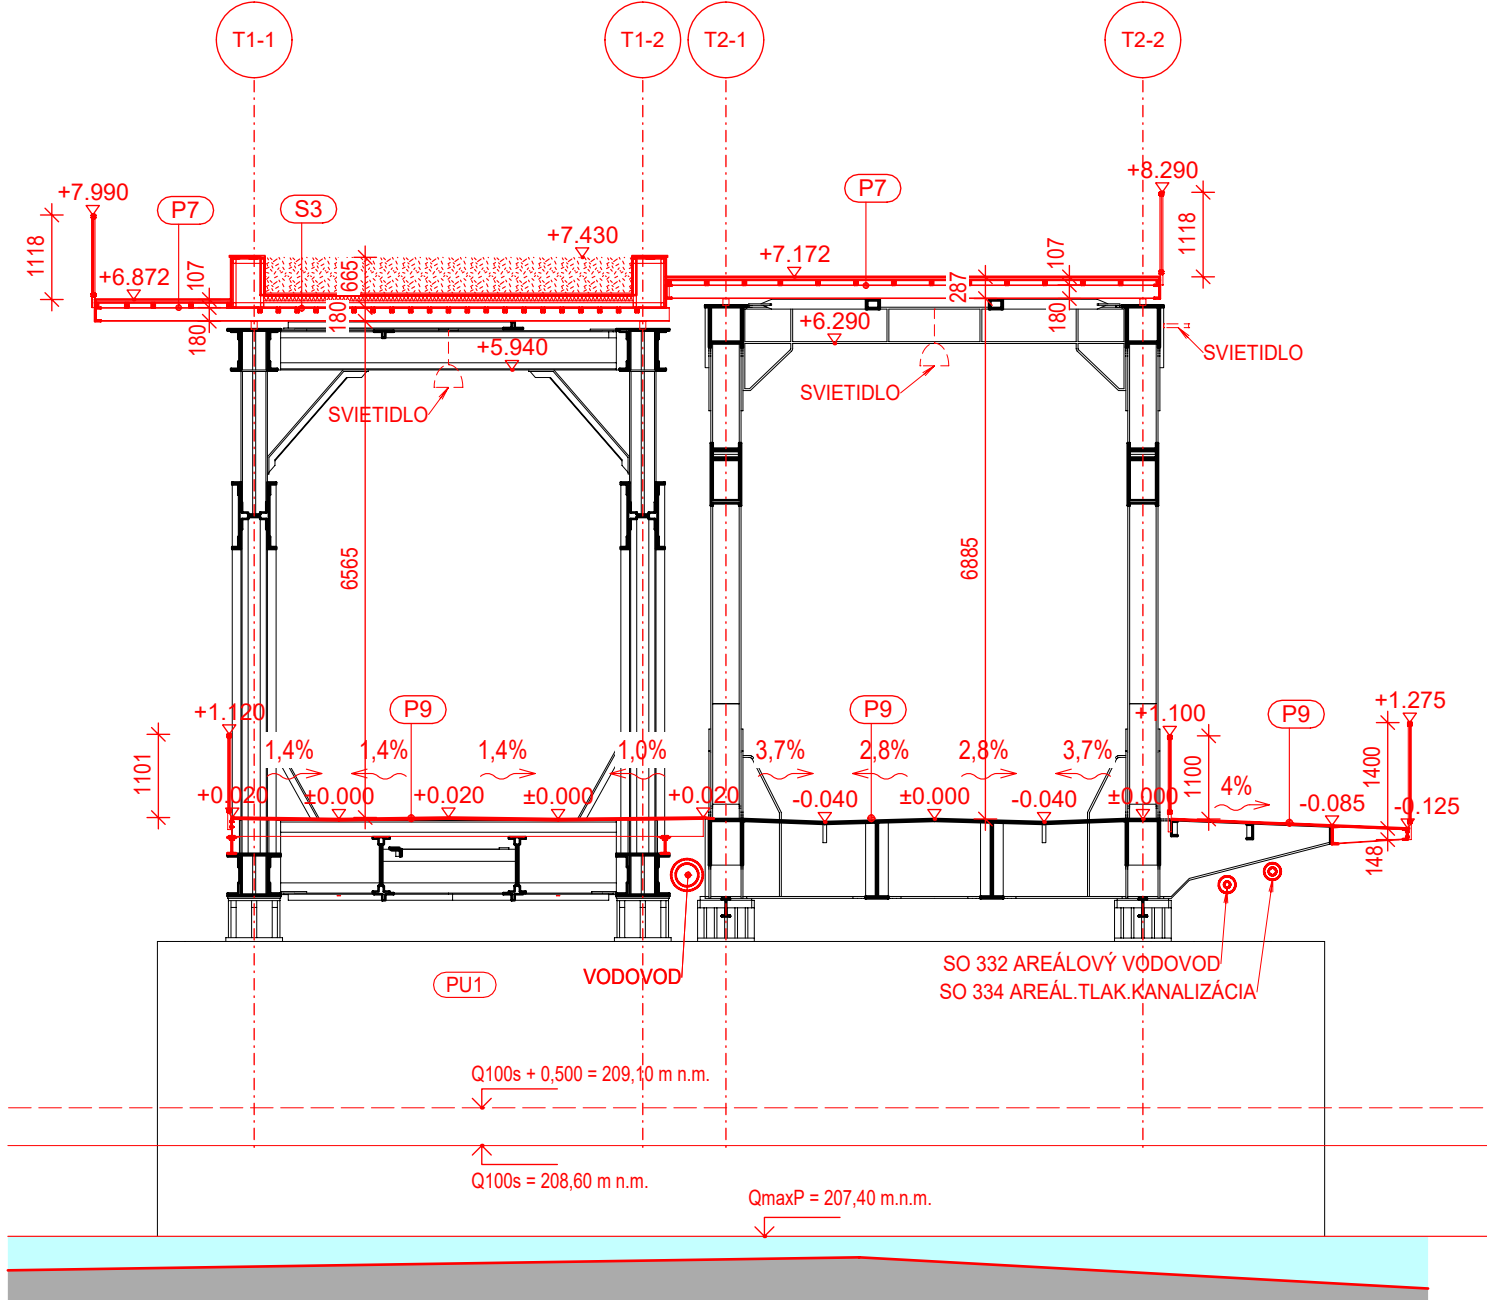 T1-1
T1-2
T2-1
T2-2
+7.990
P7
S3
+7.430
P7
+8.290
1118
+6.872
107
665
+7.172
287
107
1118
180
180
180
+5.940
+6.290
SVIETIDLO
SVIETIDLO
SVIETIDLO
6565
6885
+1.120
P9
P9
+1.100
P9
+1.275
1101
1,4%
1,4%
1,4%
1,0%
3,7%
2,8%
2,8%
3,7%
1100
4%
1400
+0.020
±0.000
+0.020
±0.000
+0.020
-0.040
±0.000
-0.040
±0.000
-0.085
-0.125
148
VODOVOD
PU1
SO 332 AREÁLOVÝ VODOVOD
SO 334 AREÁL.TLAK.KANALIZÁCIA
Q100s + 0,500 = 209,10 m n.m.
Q100s = 208,60 m n.m.
QmaxP = 207,40 m.n.m.